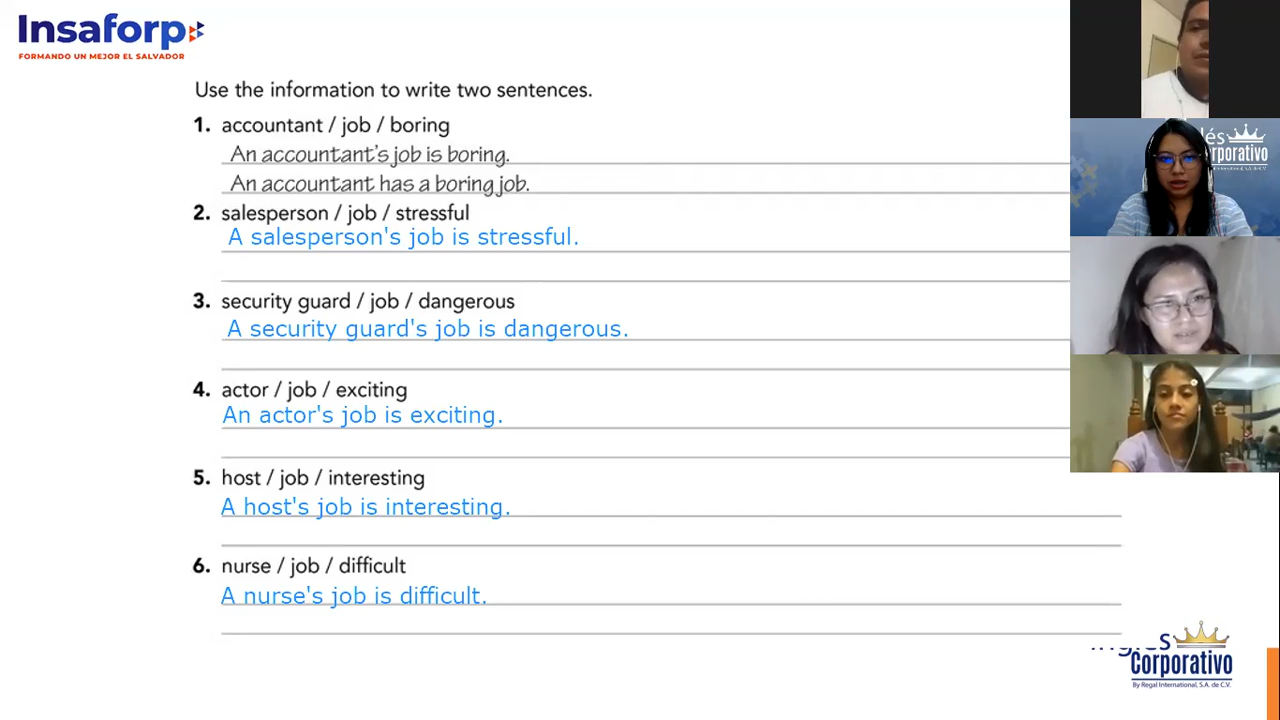 Insaforp
FORMANDO UN MEJOR EL SALVADOR
Use the information to write two sentences.
1. accountant / job / boring
An accountant's job is boring.
An accountant has a boring job.
2. salesperson / job / stressful
A salesperson's job is stressful.
3. security guard / job / dangerous
A security guard's job is dangerous.
4. actor / job / exciting
An actor's job is exciting.
5. host / job / interesting
A host's job is interesting.
6. nurse / job / difficult
A nurse's job is difficult.
Corporativo
Inglés
Corporativo
By Regal International, S.A. de C.V.